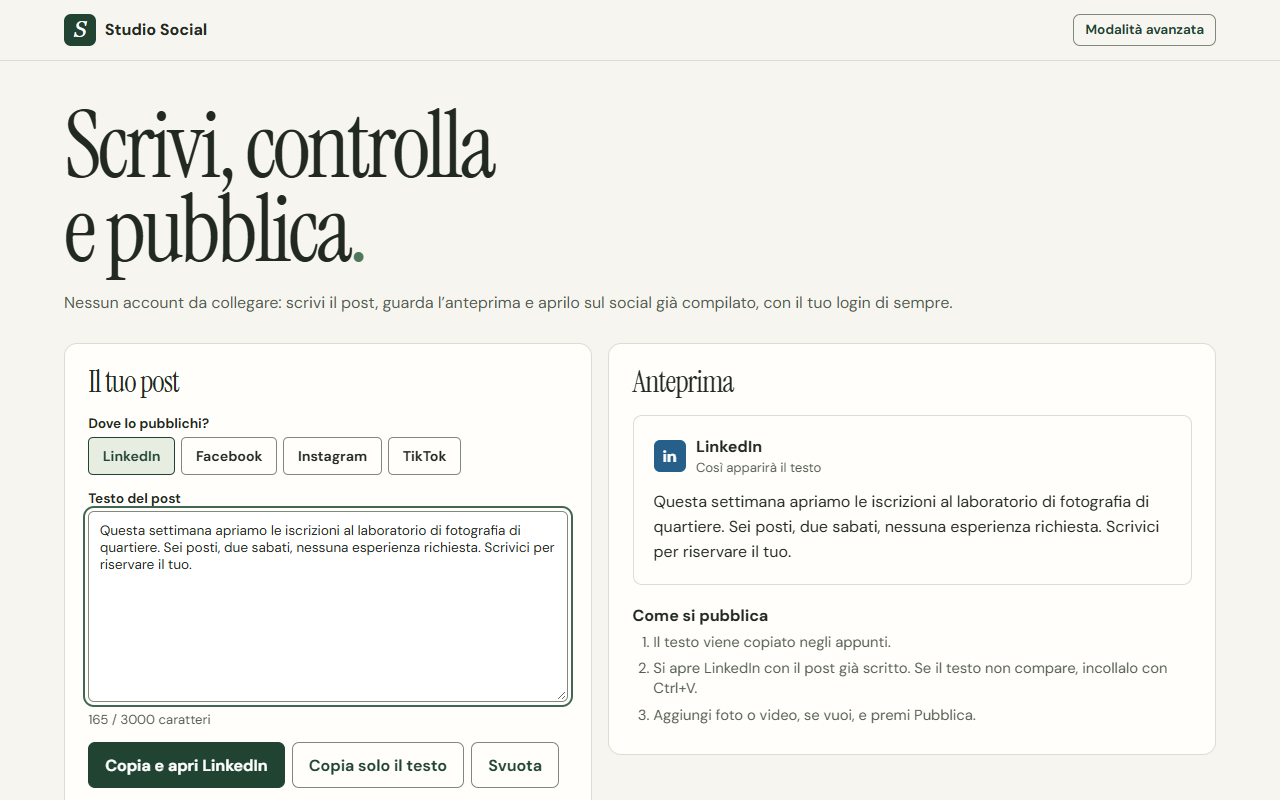 S Studio Social
Modalità avanzata
Scrivi, controlla
e pubblica.
Nessun account da collegare: scrivi il post, guarda l’anteprima e aprilo sul social già compilato, con il tuo login di sempre.
Il tuo post
Dove lo pubblichi?
LinkedIn Facebook Instagram TikTok
Testo del post
Questa settimana apriamo le iscrizioni al laboratorio di fotografia di
quartiere. Sei posti, due sabati, nessuna esperienza richiesta. Scrivici per
riservare il tuo.
165 / 3000 caratteri
Copia e apri LinkedIn Copia solo il testo Svuota
Anteprima
in LinkedIn
Così apparirà il testo
Questa settimana apriamo le iscrizioni al laboratorio di fotografia di
quartiere. Sei posti, due sabati, nessuna esperienza richiesta. Scrivici
per riservare il tuo.
Come si pubblica
1. Il testo viene copiato negli appunti.
2. Si apre LinkedIn con il post già scritto. Se il testo non compare, incollalo con
Ctrl+V.
3. Aggiungi foto o video, se vuoi, e premi Pubblica.